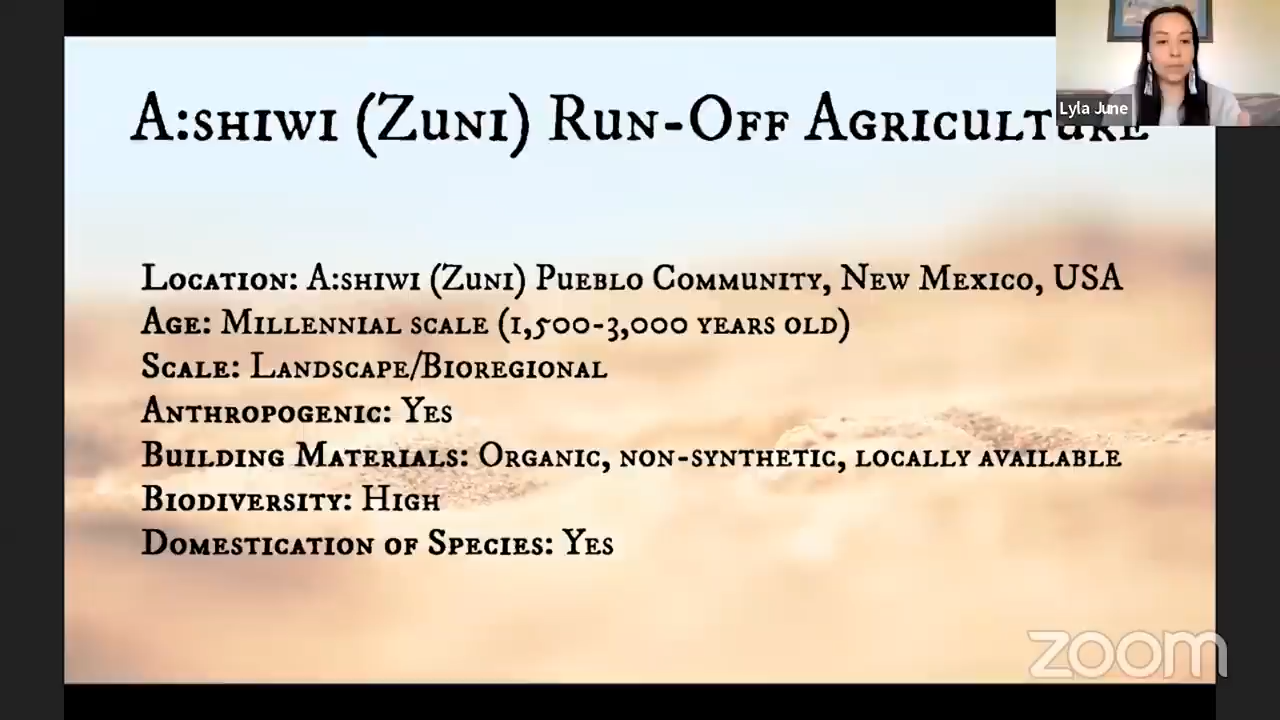 A:shiwi (Zuni) Run-Off Agriculture
Lyla June
Location: A:shiwi (Zuni) Pueblo Community, New Mexico, USA
Age: Millennial scale (1,500-3,000 years old)
Scale: Landscape/Bioregional
Anthropogenic: Yes
Building Materials: Organic, non-synthetic, locally available
Biodiversity: High
Domestication of Species: Yes
zoom